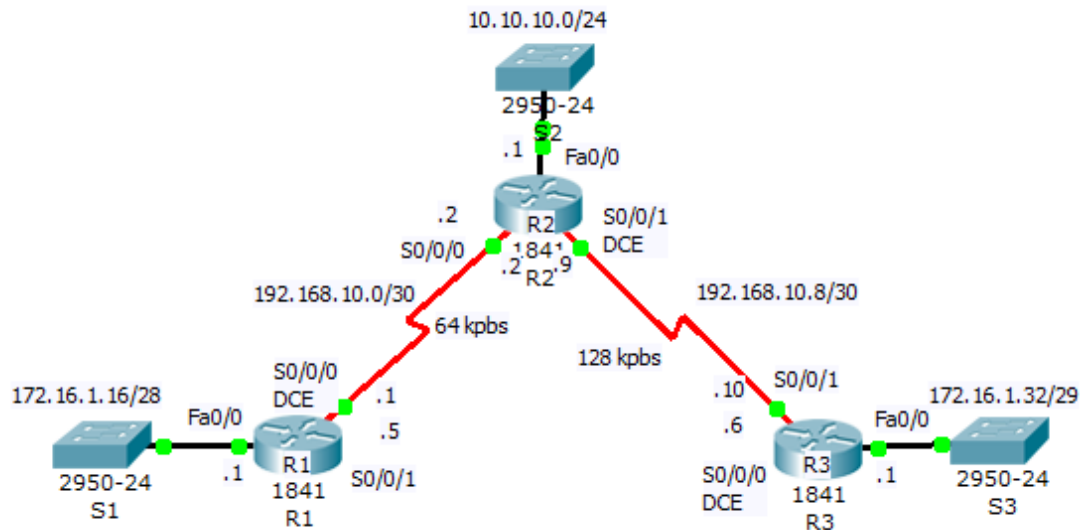 10.10.10.0/24
2950-24
S2
.1
Fa0/0
.2
S0/0/0
R2
1841
R2
.2
.9
S0/0/1
DCE
192.168.10.0/30
64 kpbs
192.168.10.8/30
128 kpbs
172.16.1.16/28
Fa0/0
.1
2950-24
S1
S0/0/0
DCE
.1
.5
R1
1841
R1
S0/0/1
.10
S0/0/1
.6
S0/0/0
DCE
R3
1841
R3
172.16.1.32/29
Fa0/0
.1
2950-24
S3